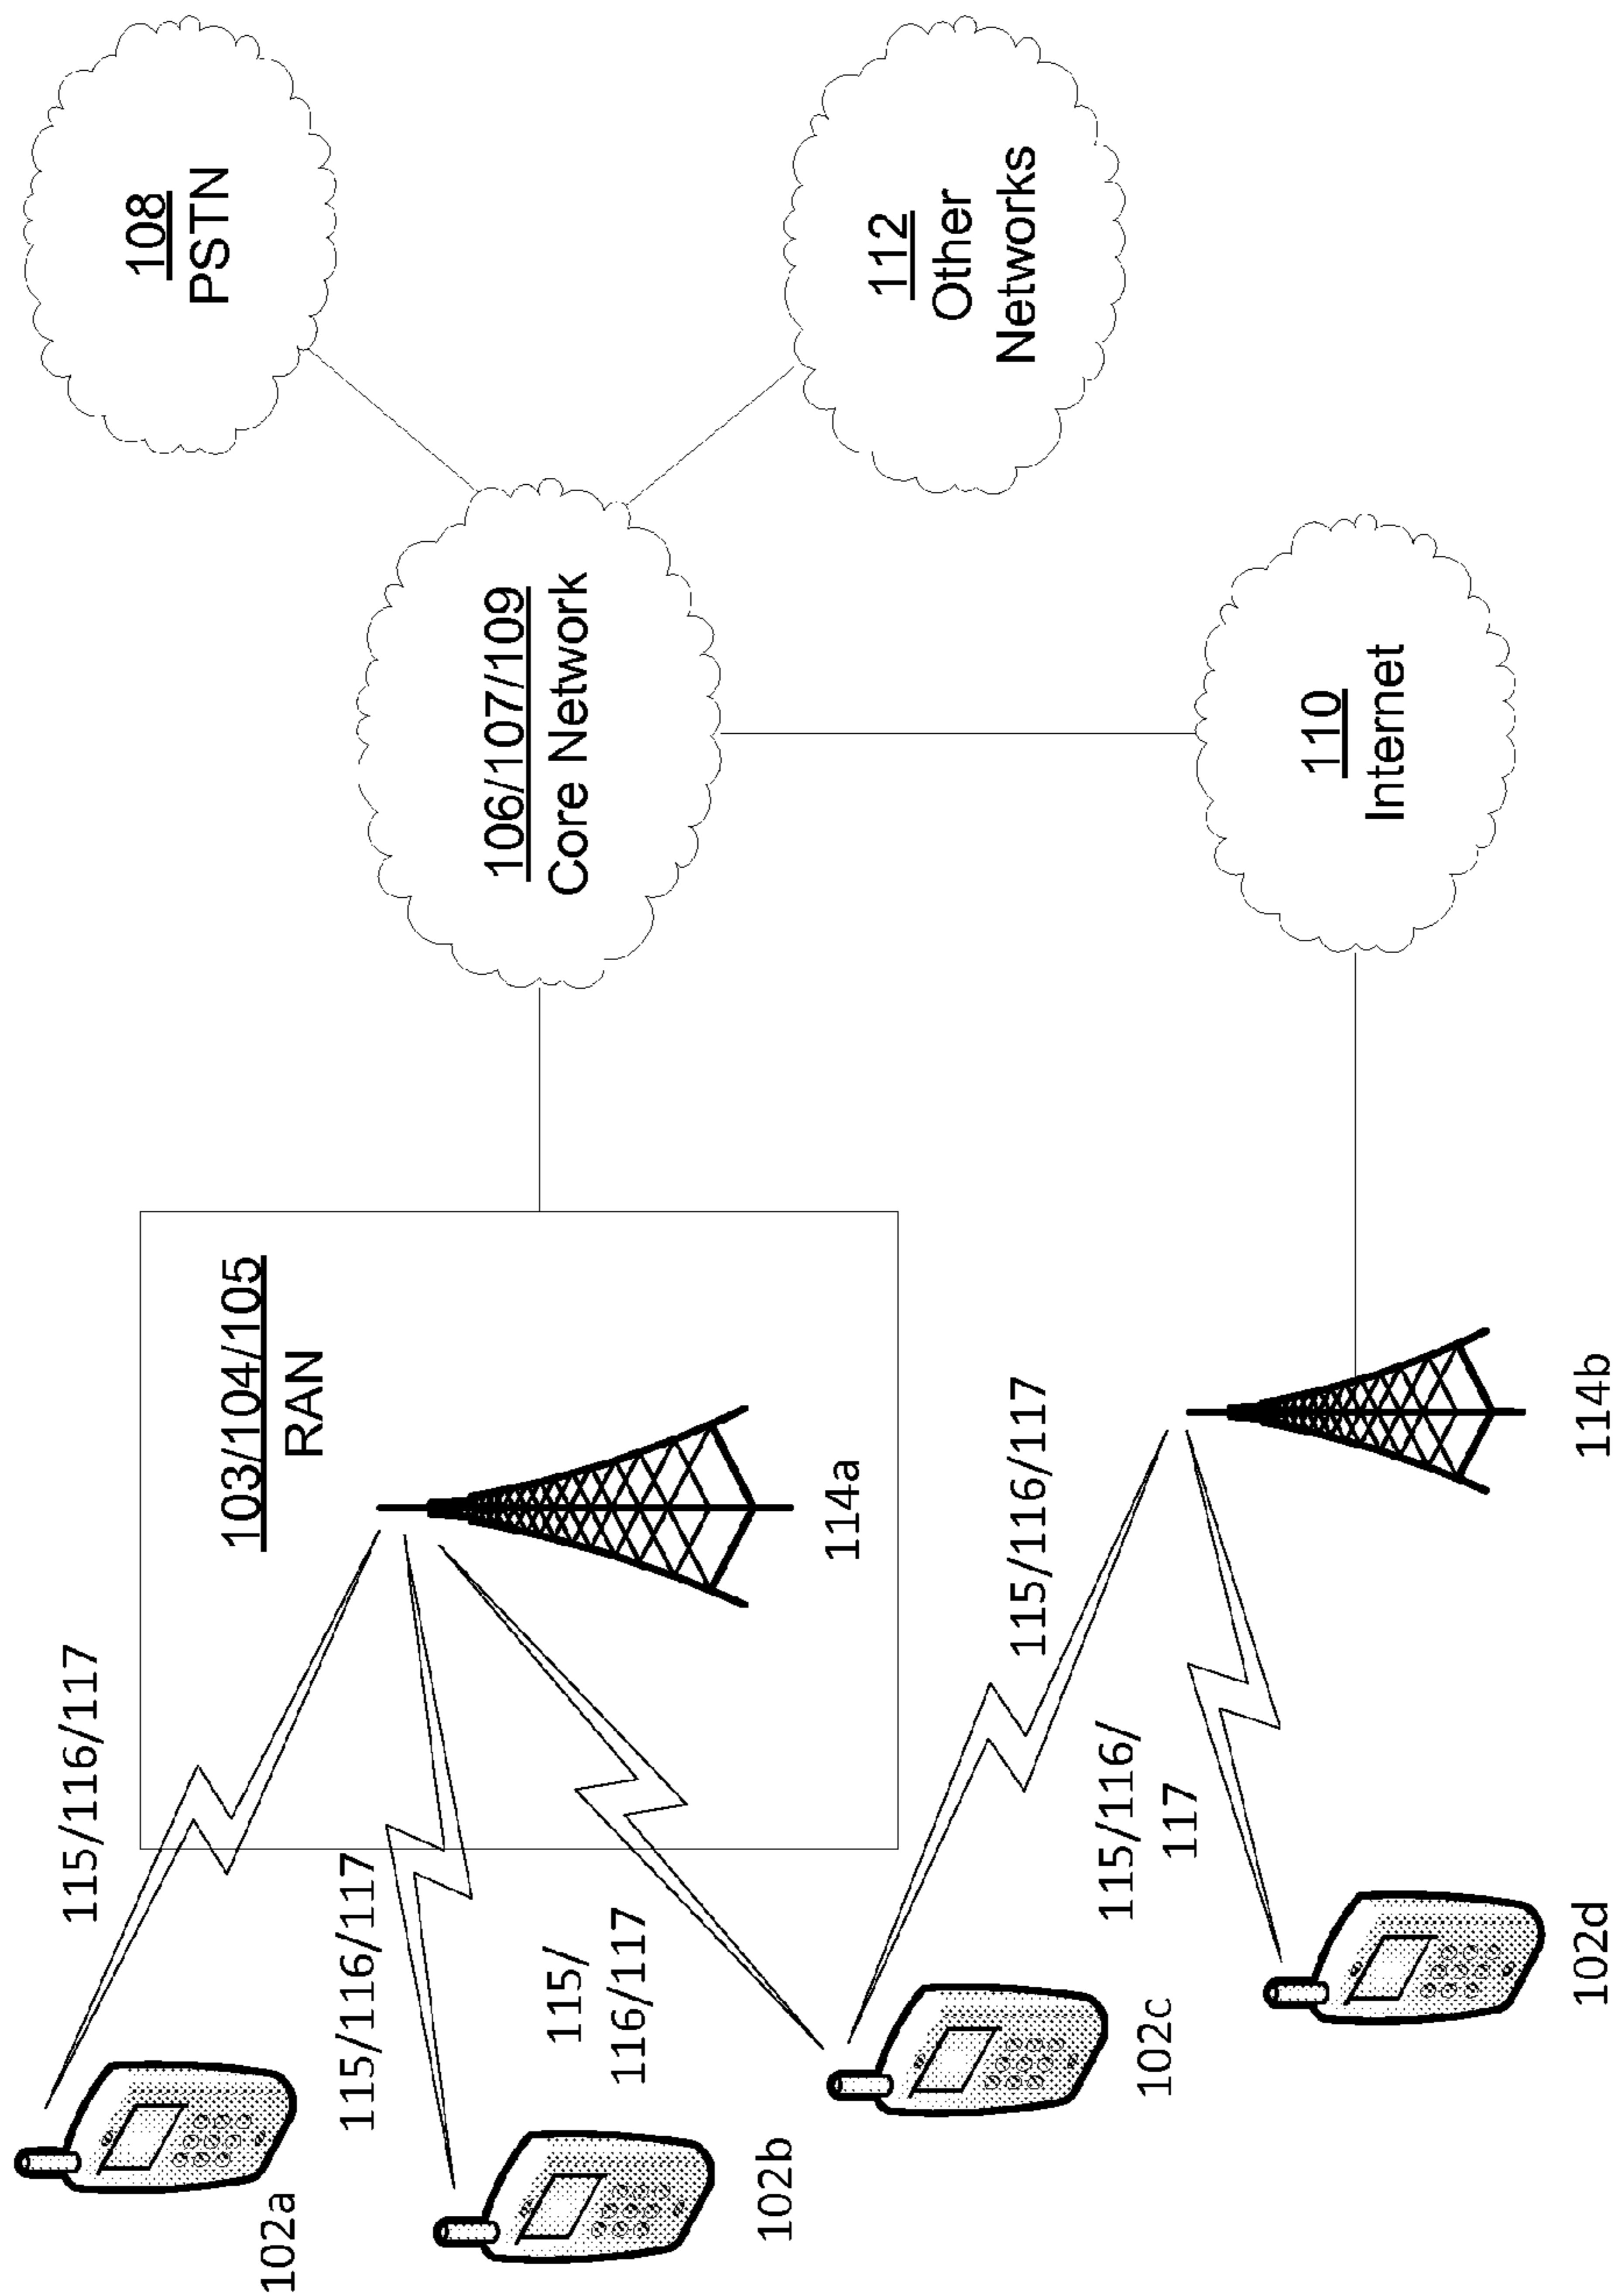 115/116/117
102a
103/104/105
RAN
108
PSTN
115/116/117
102b
106/107/109
Core Network
115/
116/117
114a
112
Other
Networks
115/116/117
102c
115/116/
117
110
Internet
102d
114b